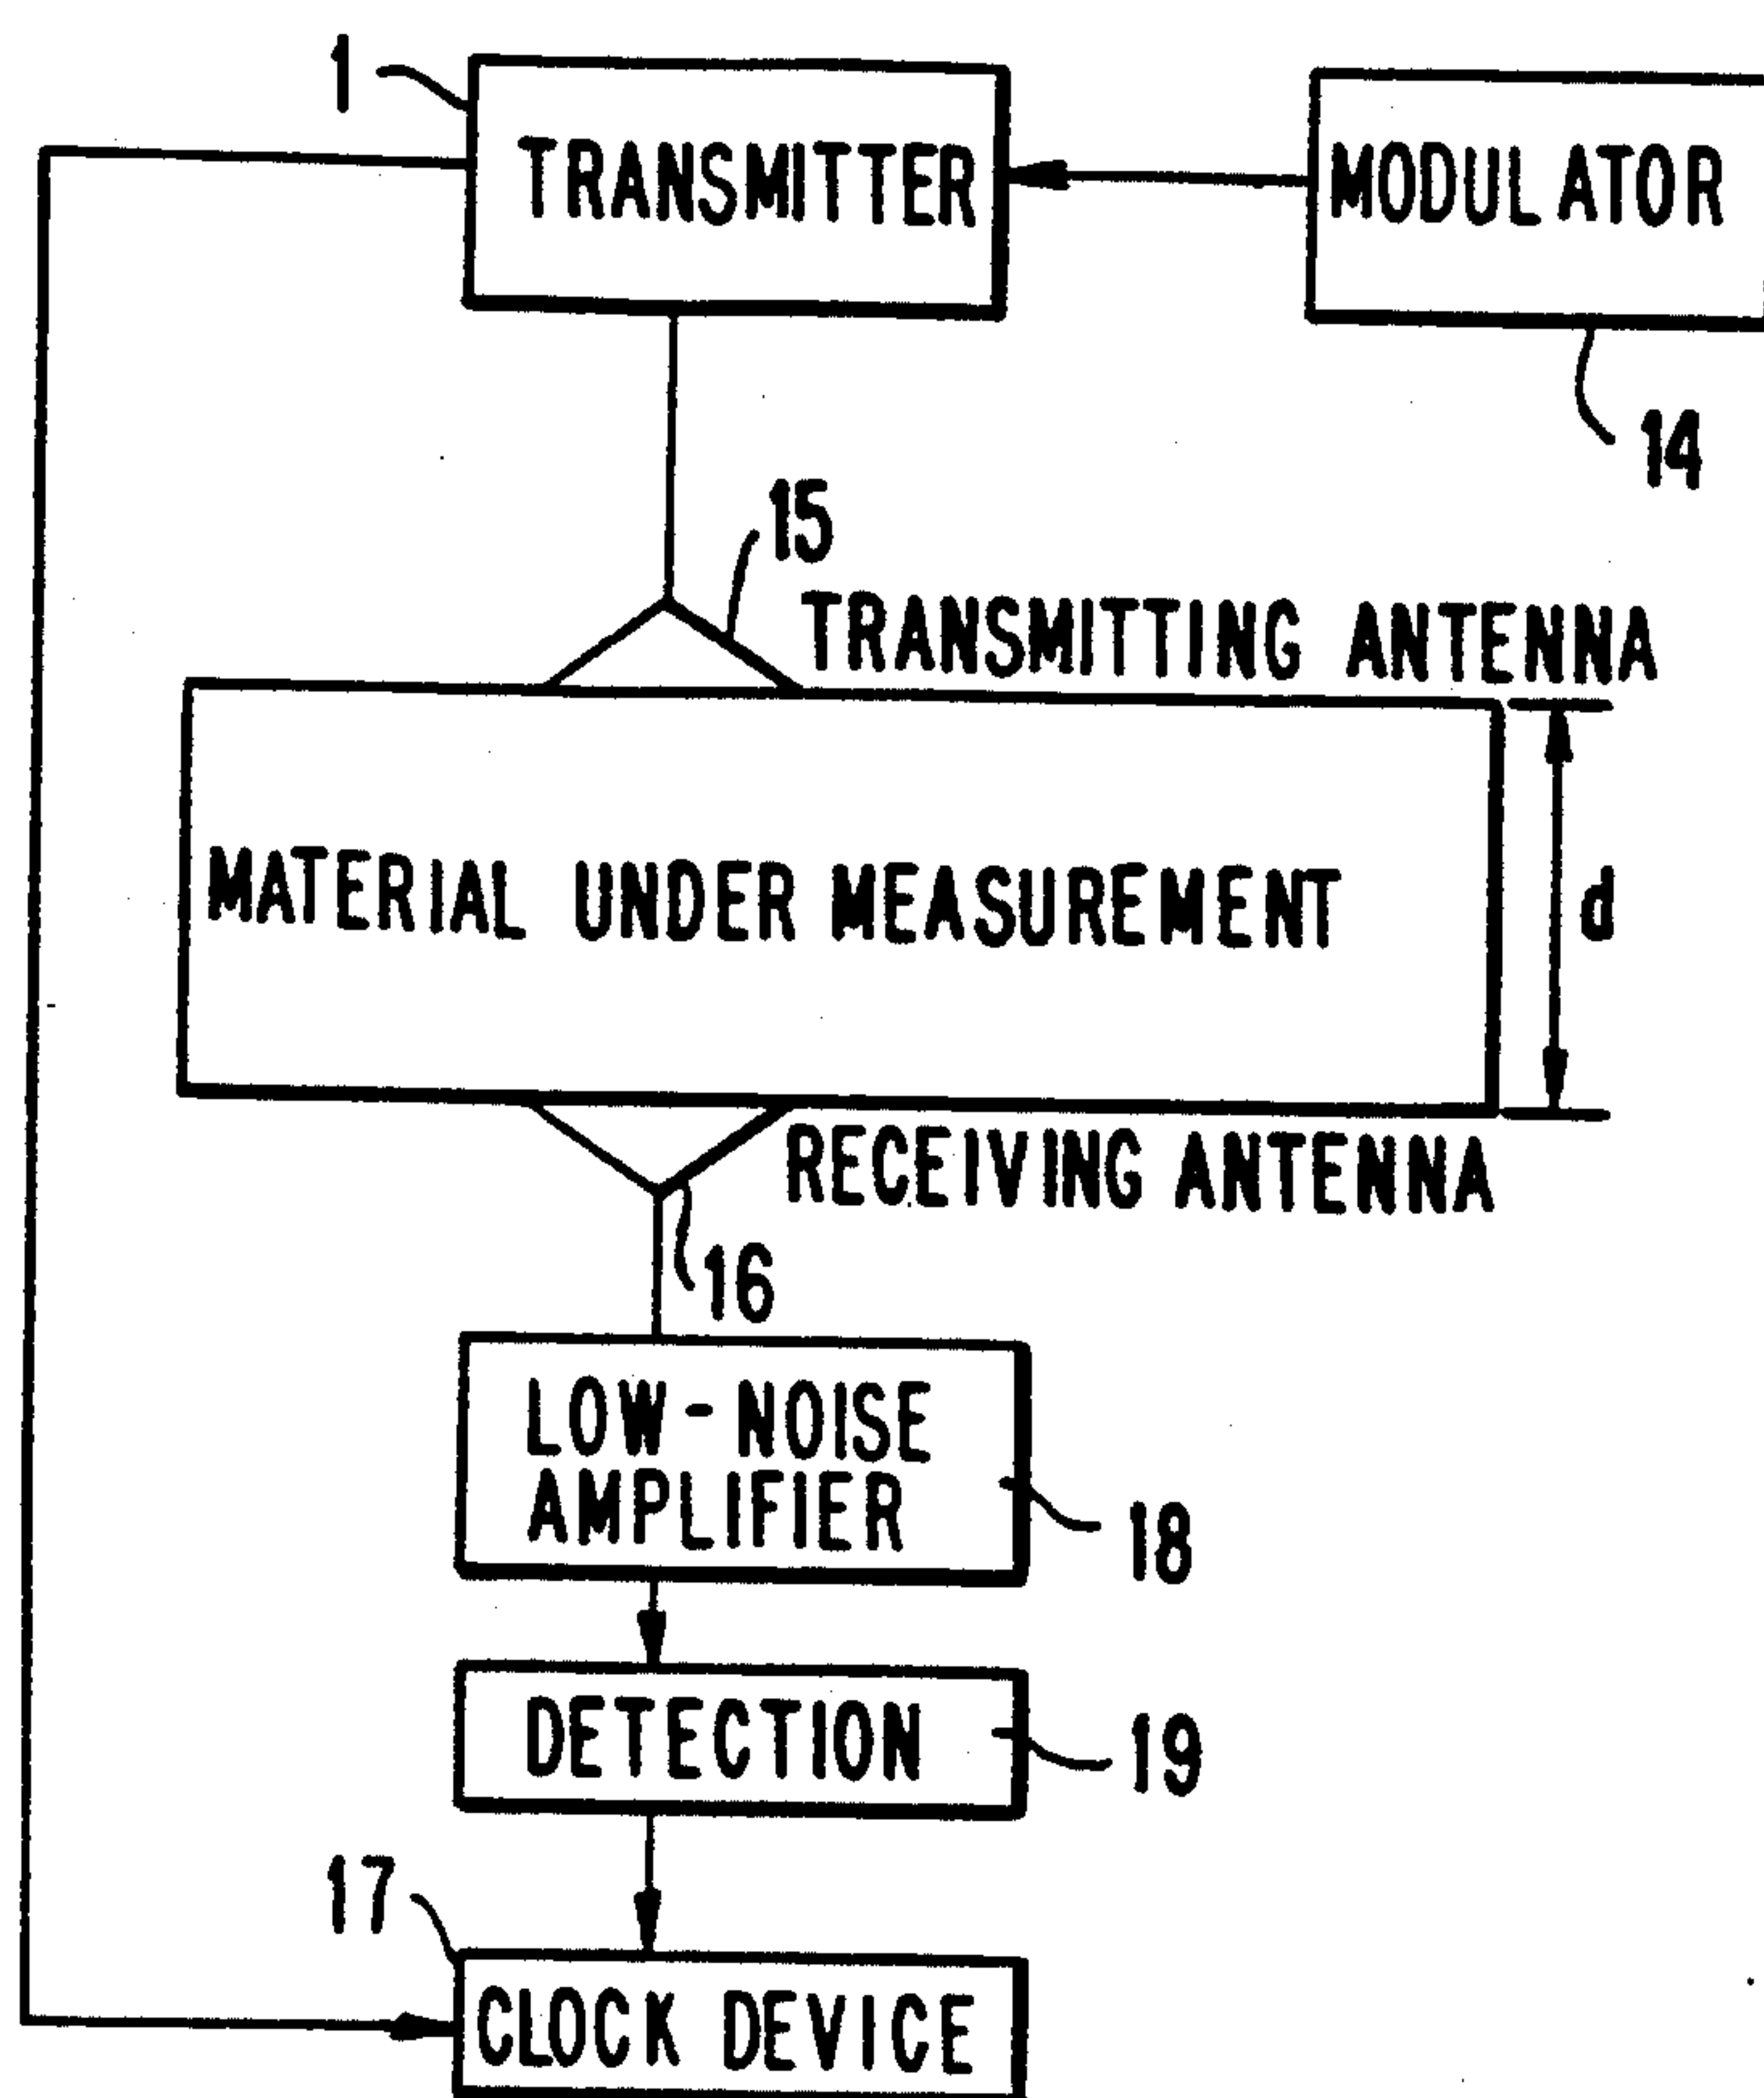 1
TRANSMITTER
MODULATOR
14
15
TRANSMITTING ANTENNA
MATERIAL UNDER MEASUREMENT
d
RECEIVING ANTENNA
16
LOW-NOISE
AMPLIFIER
18
DETECTION
19
17
CLOCK DEVICE